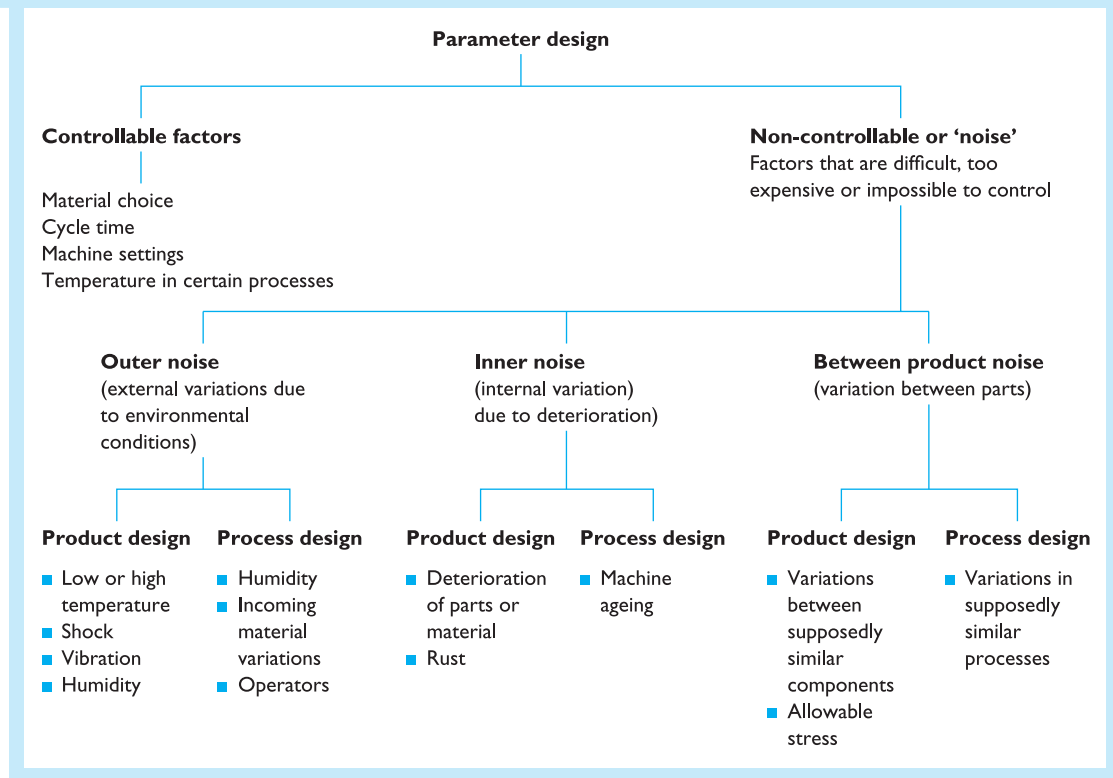 Parameter design
Controllable factors
Material choice
Cycle time
Machine settings
Temperature in certain processes
Non-controllable or ‘noise’
Factors that are difficult, too
expensive or impossible to control
Outer noise
(external variations due
to environmental
conditions)
Inner noise
(internal variation)
due to deterioration)
Between product noise
(variation between parts)
Product design
Low or high
temperature
Shock
Vibration
Humidity
Process design
Humidity
Incoming
material
variations
Operators
Product design
Deterioration
of parts or
material
Rust
Process design
Machine
ageing
Product design
Variations
between
supposedly
similar
components
Allowable
stress
Process design
Variations in
supposedly
similar
processes